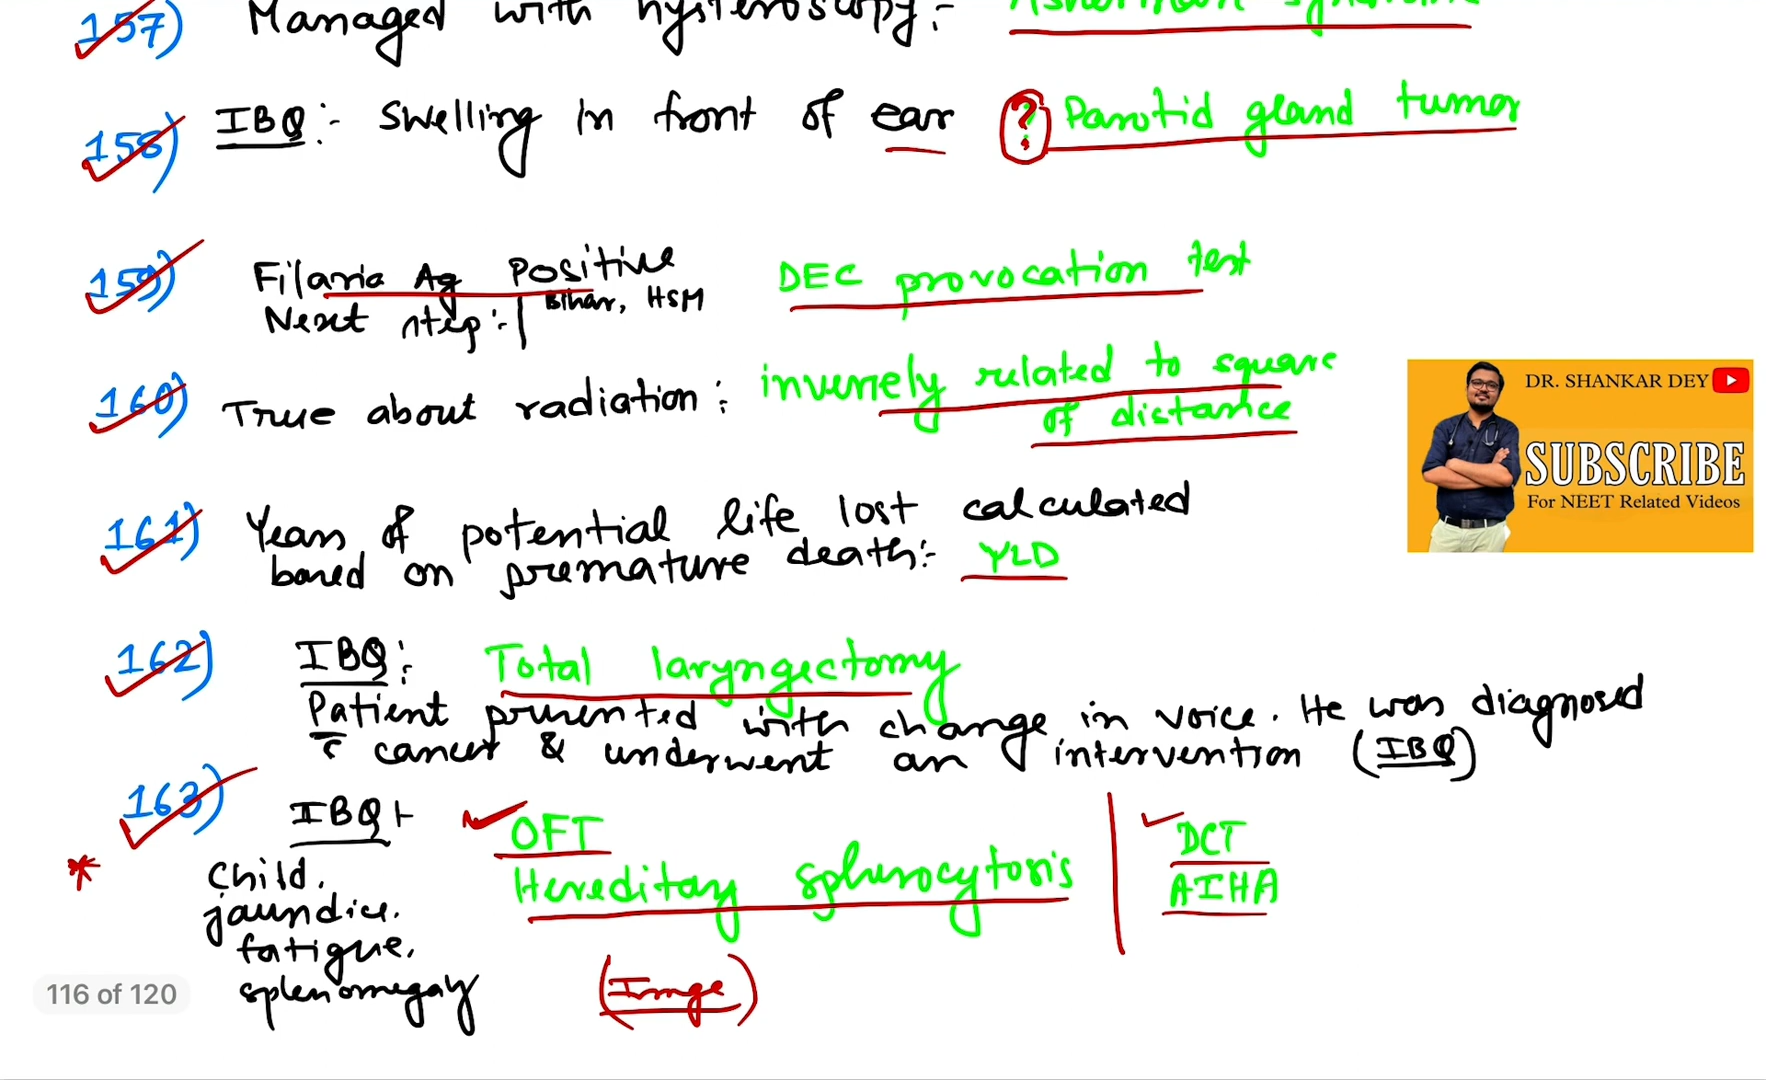 157) Managed with hysteroscopy:- Asherman syndrome
158) IBQ:- Swelling in front of ear ? Parotid gland tumor
159) Filaria Ag Positive DEC provocation test
Next step:- Bihar, HSM
160) True about radiation: inversely related to square
of distance
DR. SHANKAR DEY
SUBSCRIBE
For NEET Related Videos
161) Years of potential life lost calculated
based on premature death:- YLD
162) IBQ: Total laryngectomy
Patient presented with change in voice. He was diagnosed
c̄ cancer & underwent an intervention (IBQ)
163) IBQ:- OFT DCT
Child. Hereditary spherocytosis AIHA
jaundice.
fatigue.
splenomegaly (Image)
116 of 120